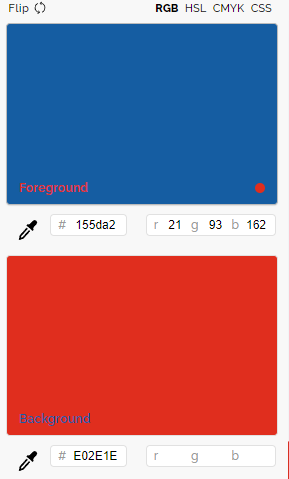 Flip RGB HSL CMYK CSS
Foreground
# 155da2 r 21 g 93 b 162
Background
# E02E1E r g b